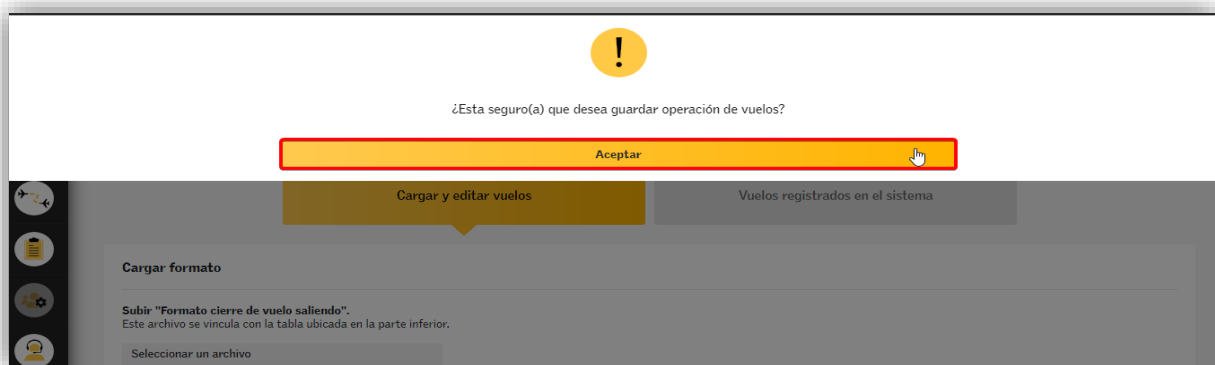 ¿Esta seguro(a) que desea guardar operación de vuelos?
Aceptar
Cargar y editar vuelos
Vuelos registrados en el sistema
Cargar formato
Subir "Formato cierre de vuelo saliendo".
Este archivo se vincula con la tabla ubicada en la parte inferior.
Seleccionar un archivo